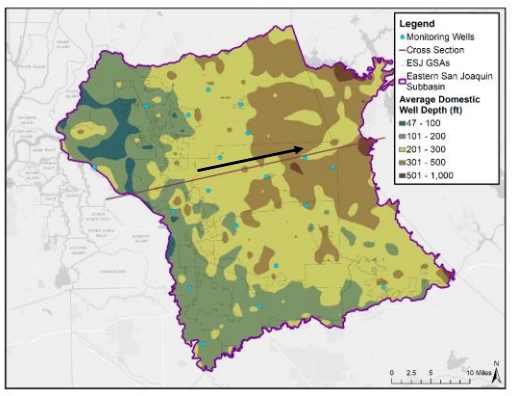 Legend
Monitoring Wells
Cross Section
ESJ GSAs
Eastern San Joaquin
Subbasin
Average Domestic
Well Depth (ft)
47 - 100
101 - 200
201 - 300
301 - 500
501 - 1,000
N
0 2.5 5 10 Miles